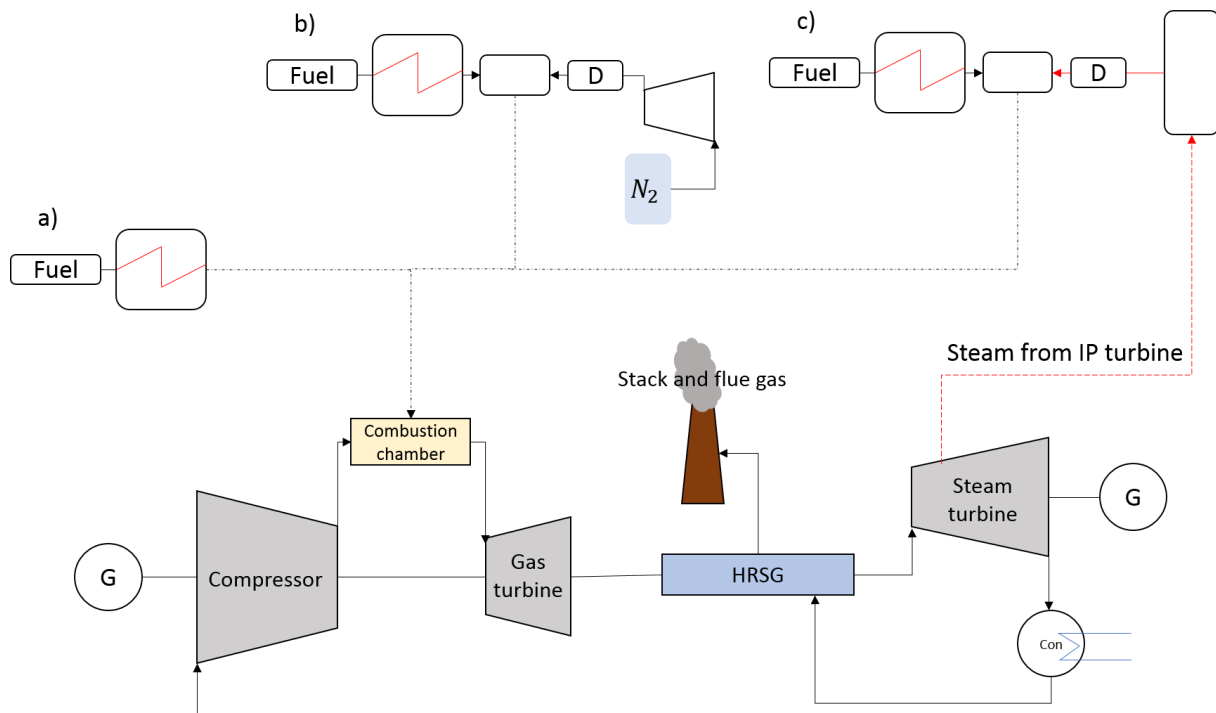 b)
Fuel
D
N₂
c)
Fuel
D
a)
Fuel
Steam from IP turbine
Stack and flue gas
Combustion
chamber
Steam
turbine
G
G
Compressor
Gas
turbine
HRSG
Con